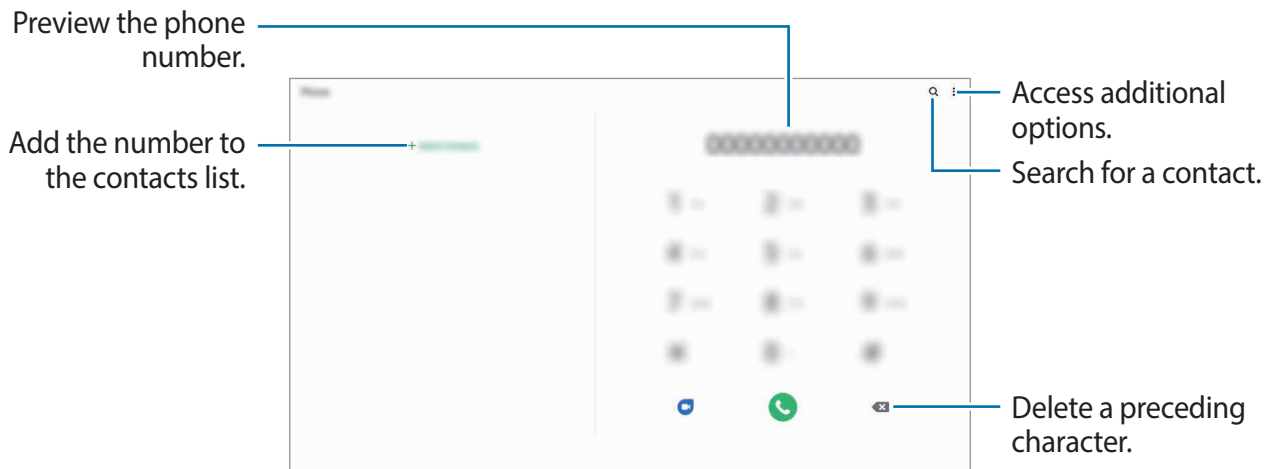 Preview the phone
number.
Add the number to
the contacts list.
Access additional
options.
Search for a contact.
Delete a preceding
character.